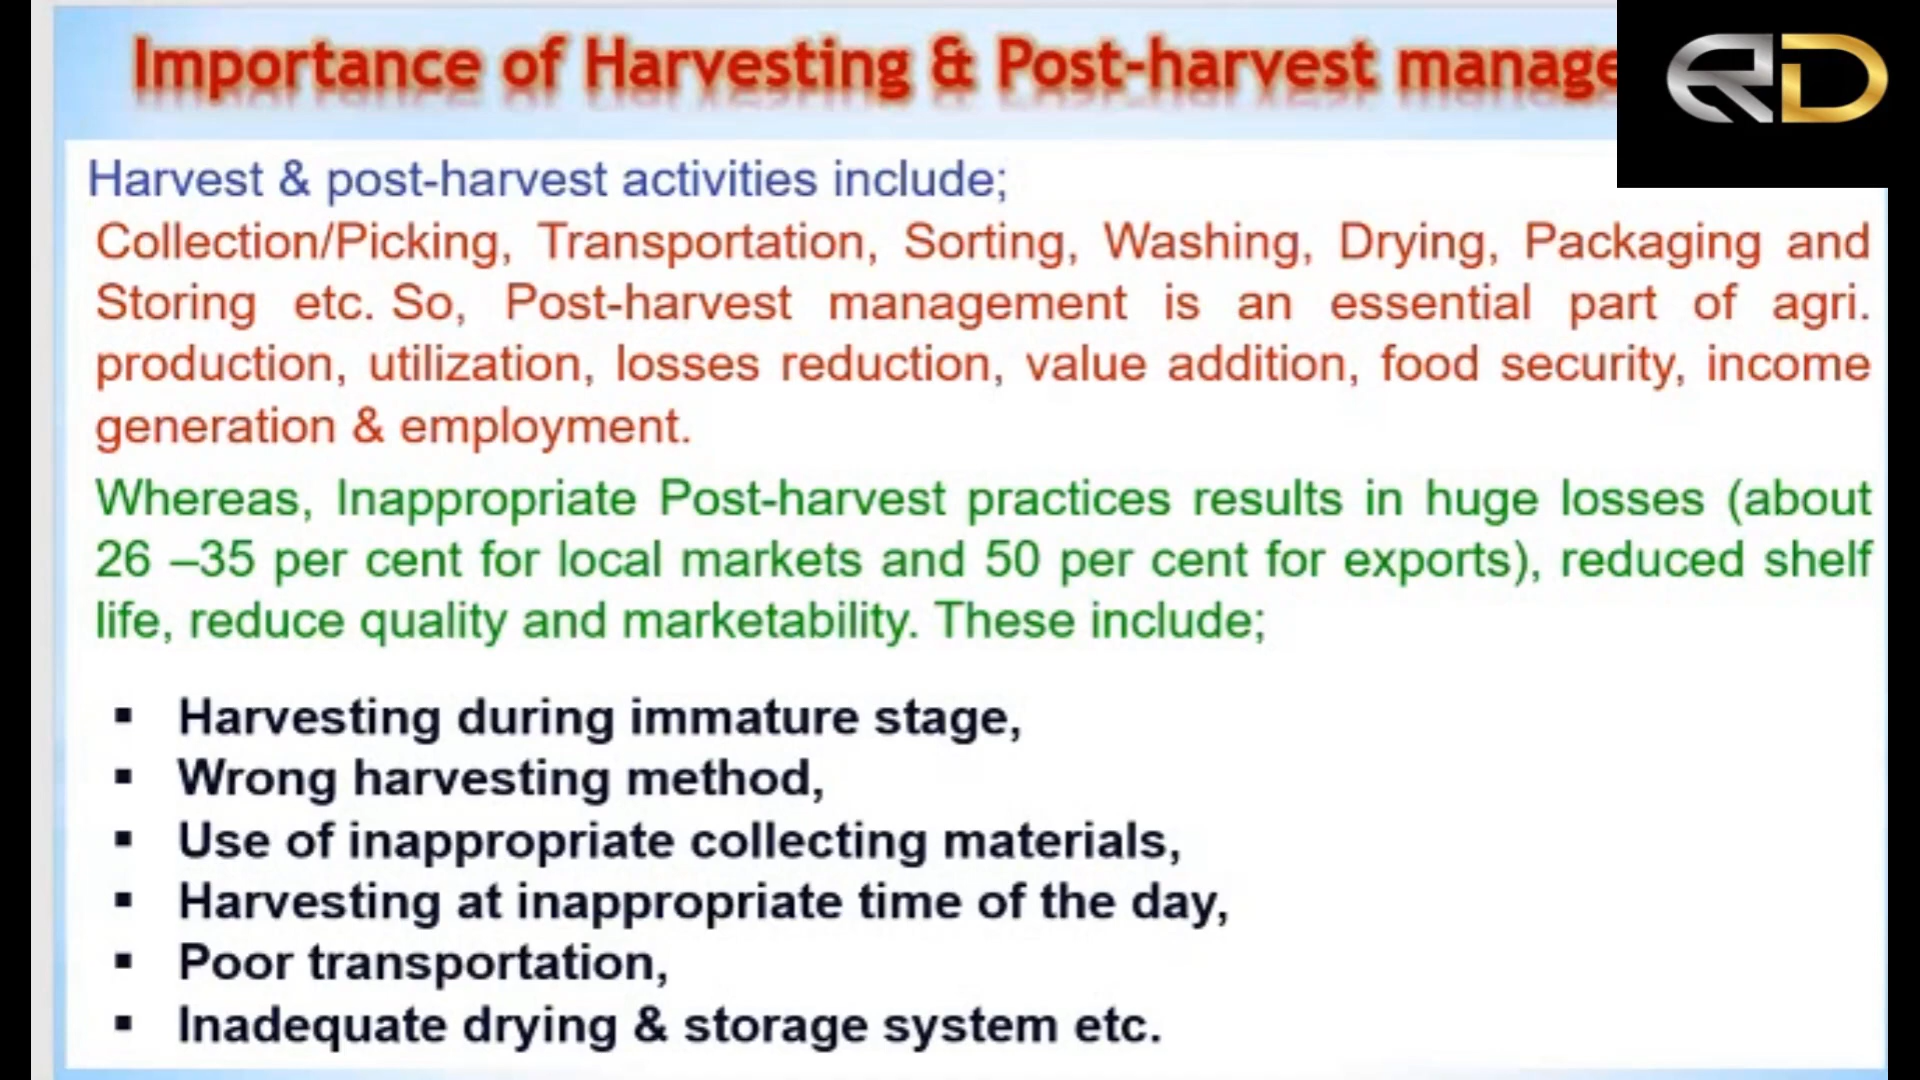 Importance of Harvesting & Post-harvest
RD
Harvest & post-harvest activities include;
Collection/Picking, Transportation, Sorting, Washing, Drying, Packaging and
Storing etc. So, Post-harvest management is an essential part of agri.
production, utilization, losses reduction, value addition, food security, income
generation & employment.
Whereas, Inappropriate Post-harvest practices results in huge losses (about
26 –35 per cent for local markets and 50 per cent for exports), reduced shelf
life, reduce quality and marketability. These include;
▪ Harvesting during immature stage,
▪ Wrong harvesting method,
▪ Use of inappropriate collecting materials,
▪ Harvesting at inappropriate time of the day,
▪ Poor transportation,
▪ Inadequate drying & storage system etc.